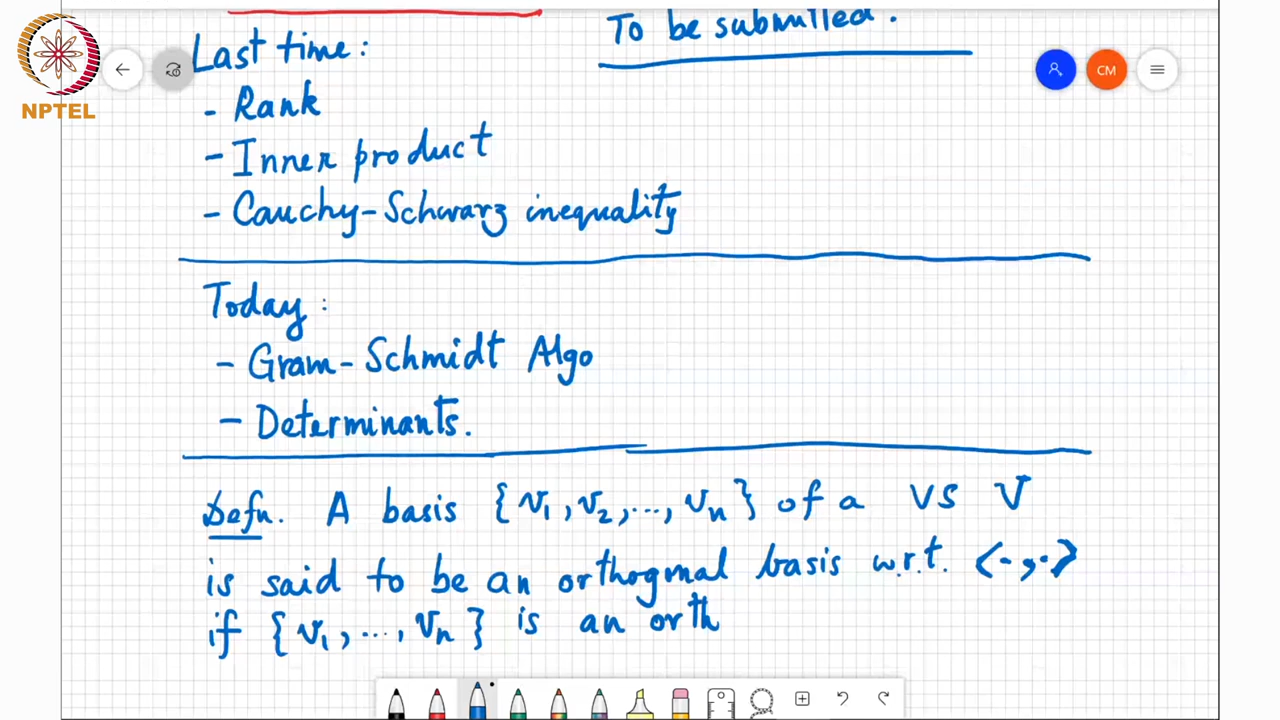 To be submitted.
Last time:
- Rank
- Inner product
- Cauchy-Schwarz inequality
Today:
- Gram-Schmidt Algo
- Determinants.
Defn. A basis {v₁, v₂, ..., vₙ} of a VS V
is said to be an orthogonal basis w.r.t. <·,·>
if {v₁, ..., vₙ} is an orth
NPTEL
CM